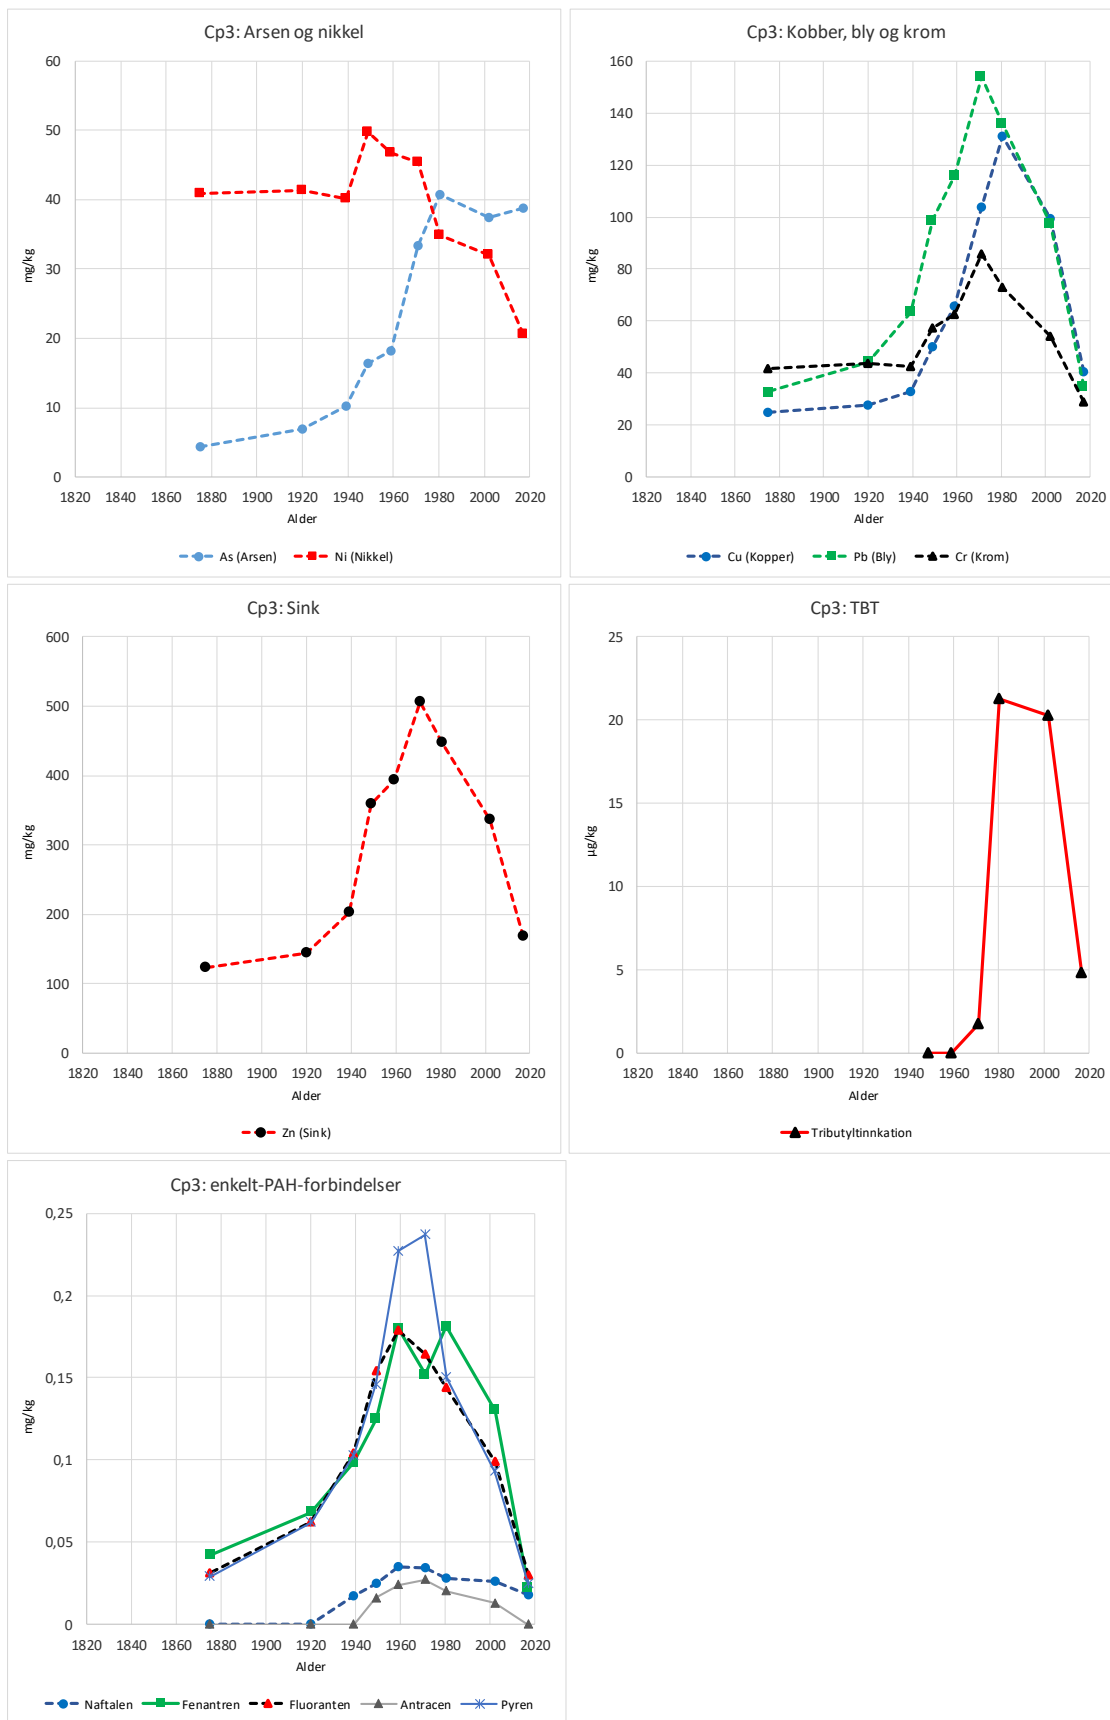 Cp3: Arsen og nikkel
60
50
40
30
20
10
0
mg/kg
1820 1840 1860 1880 1900 1920 1940 1960 1980 2000 2020
Alder
As (Arsen) Ni (Nikkel)
Cp3: Kobber, bly og krom
160
140
120
100
80
60
40
20
0
mg/kg
1820 1840 1860 1880 1900 1920 1940 1960 1980 2000 2020
Alder
Cu (Kopper) Pb (Bly) Cr (Krom)
Cp3: Sink
600
500
400
300
200
100
0
mg/kg
1820 1840 1860 1880 1900 1920 1940 1960 1980 2000 2020
Alder
Zn (Sink)
Cp3: TBT
25
20
15
10
5
0
µg/kg
1820 1840 1860 1880 1900 1920 1940 1960 1980 2000 2020
Alder
Tributyltinnkation
Cp3: enkelt-PAH-forbindelser
0,25
0,2
0,15
0,1
0,05
0
mg/kg
1820 1840 1860 1880 1900 1920 1940 1960 1980 2000 2020
Alder
Naftalen Fenantren Fluoranten Antracen Pyren